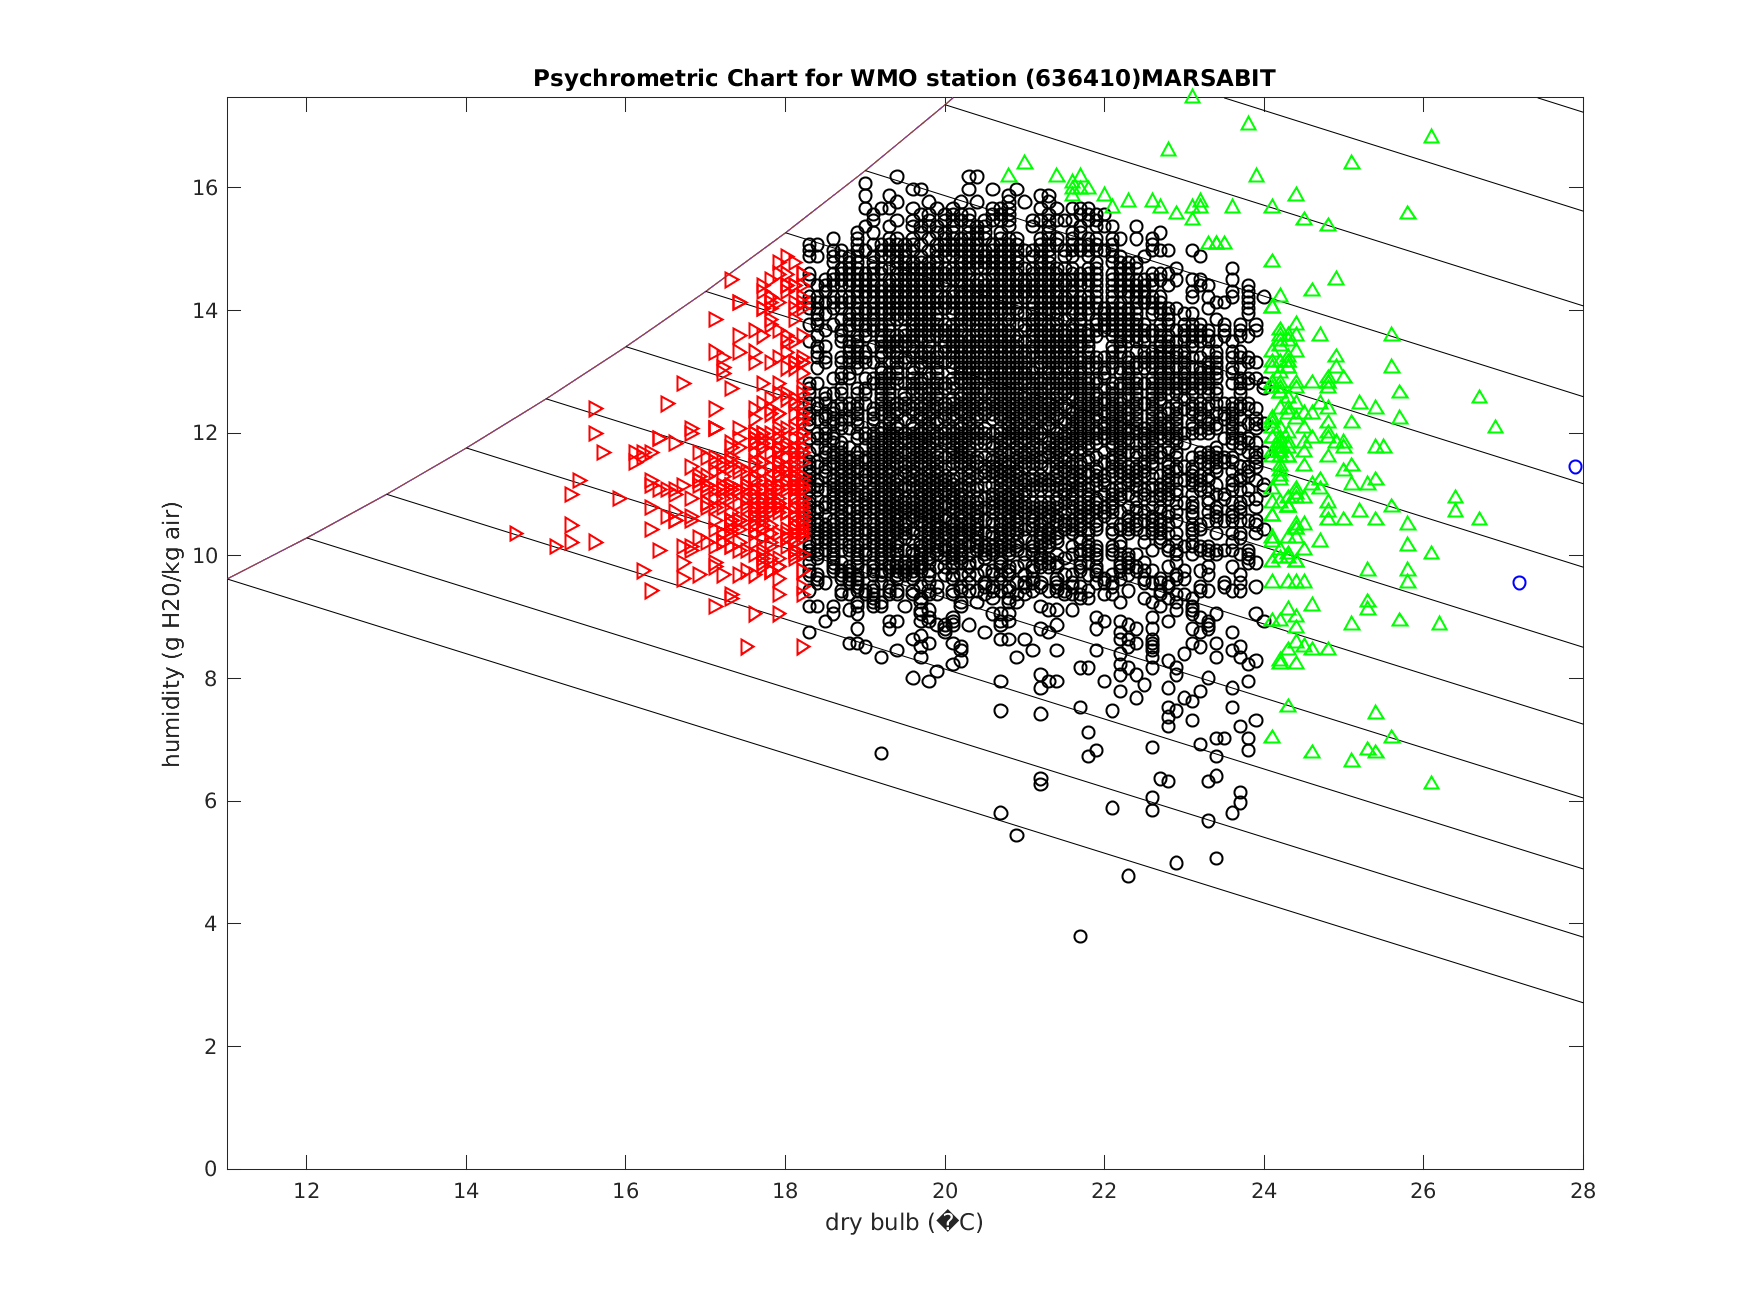 Psychrometric Chart for WMO station (636410)MARSABIT
humidity (g H20/kg air)
16
14
12
10
8
6
4
2
0
12 14 16 18 20 22 24 26 28
dry bulb (�C)